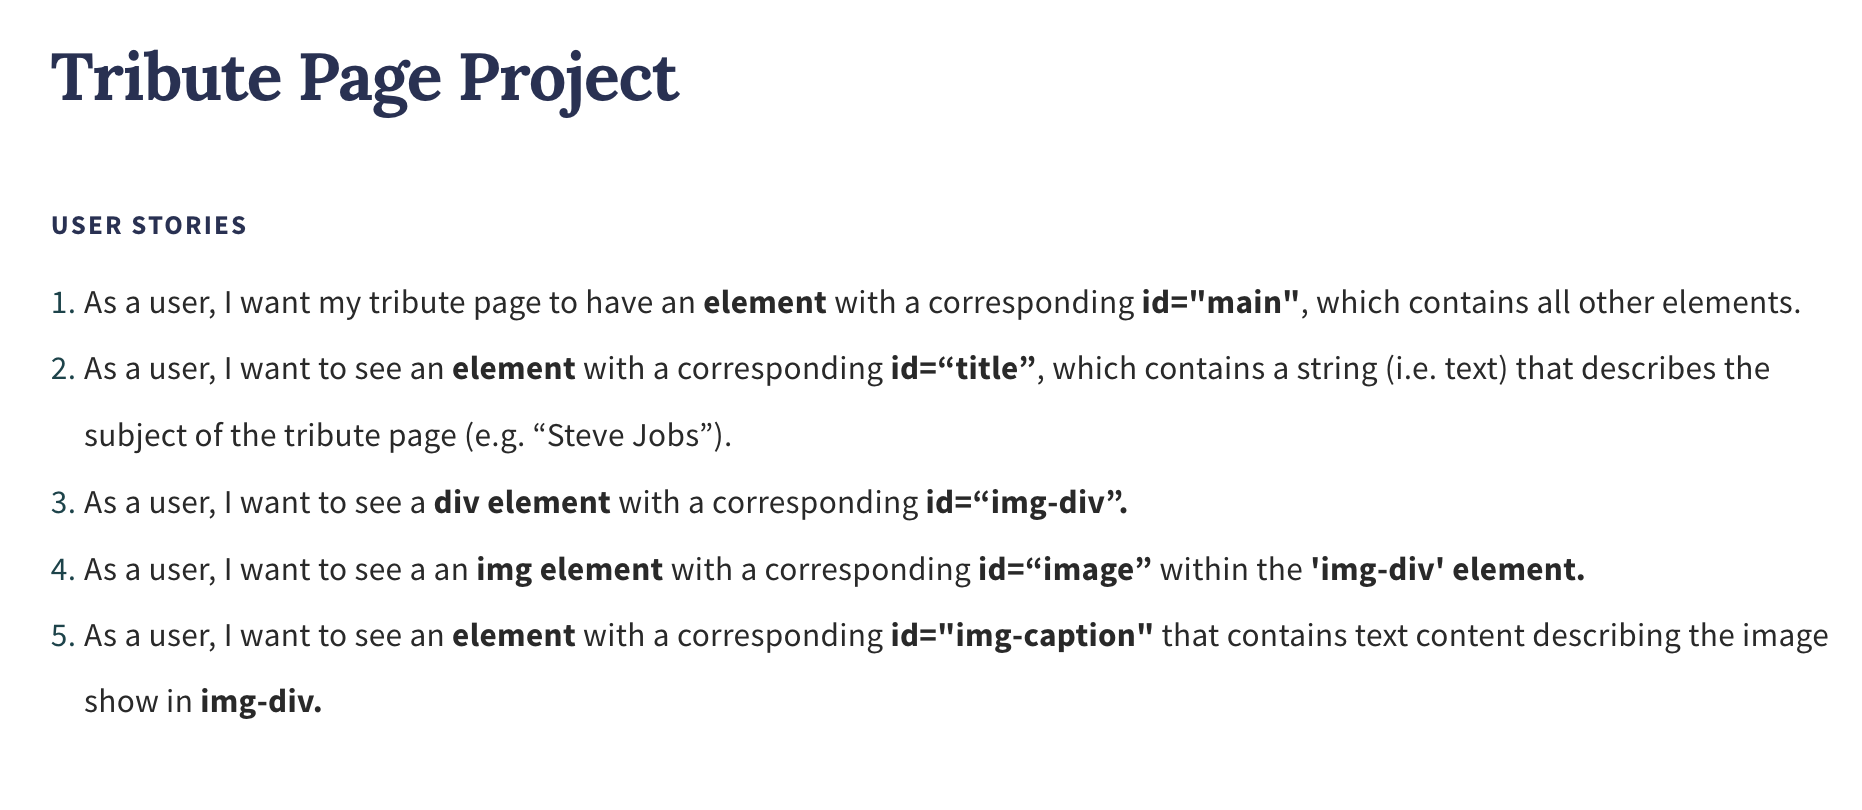 Tribute Page Project
USER STORIES
1. As a user, I want my tribute page to have an element with a corresponding id="main", which contains all other elements.
2. As a user, I want to see an element with a corresponding id=“title”, which contains a string (i.e. text) that describes the
subject of the tribute page (e.g. “Steve Jobs”).
3. As a user, I want to see a div element with a corresponding id=“img-div”.
4. As a user, I want to see a an img element with a corresponding id=“image” within the 'img-div' element.
5. As a user, I want to see an element with a corresponding id="img-caption" that contains text content describing the image
show in img-div.